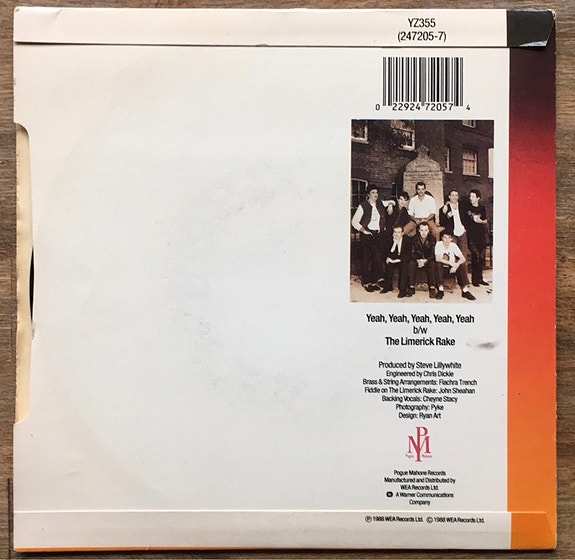 YZ355
(247205-7)
0 22924 72057 4
Yeah, Yeah, Yeah, Yeah, Yeah
b/w
The Limerick Rake
Produced by Steve Lillywhite
Engineered by Chris Dickie
Brass & String Arrangements: Fiachra Trench
Fiddle on The Limerick Rake: John Sheahan
Backing Vocals: Cheyne Stacy
Photography: Pyke
Design: Ryan Art
PM
Pogue Mahone
Pogue Mahone Records
Manufactured and Distributed by
WEA Records Ltd.
A Warner Communications
Company
℗ 1988 WEA Records Ltd. © 1988 WEA Records Ltd.